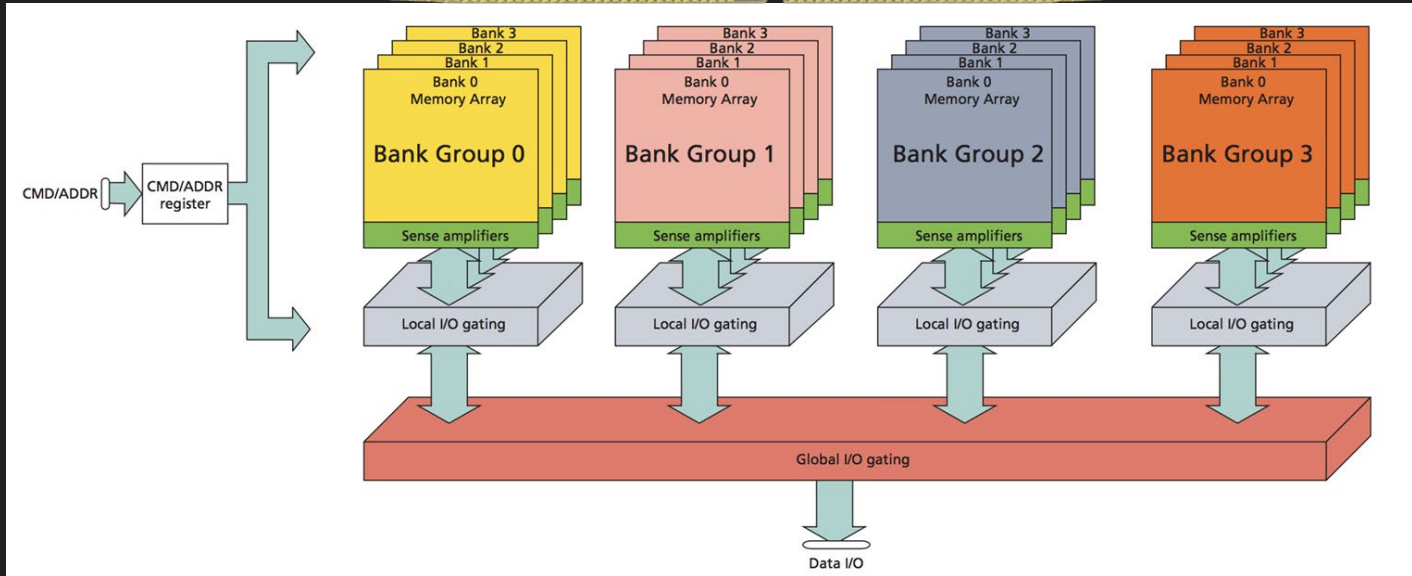 Bank 3
Bank 2
Bank 1
Bank 0
Memory Array
Bank Group 0
Sense amplifiers
Bank 3
Bank 2
Bank 1
Bank 0
Memory Array
Bank Group 1
Sense amplifiers
Bank 3
Bank 2
Bank 1
Bank 0
Memory Array
Bank Group 2
Sense amplifiers
Bank 3
Bank 2
Bank 1
Bank 0
Memory Array
Bank Group 3
Sense amplifiers
CMD/ADDR
CMD/ADDR
register
Local I/O gating
Local I/O gating
Local I/O gating
Local I/O gating
Global I/O gating
Data I/O